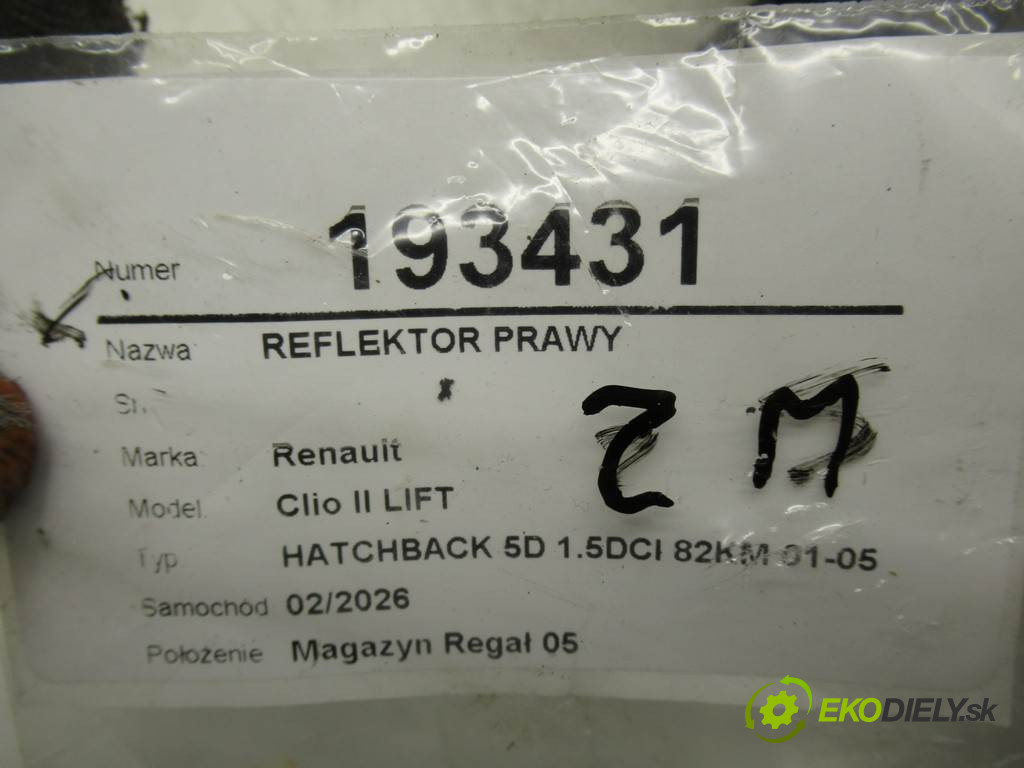 Numer 193431
Nazwa REFLEKTOR PRAWY
Marka Renault
Model Clio II LIFT
Typ HATCHBACK 5D 1.5DCI 82KM 01-05
Samochód 02/2026
Położenie Magazyn Regał 05
EKODIELY.sk